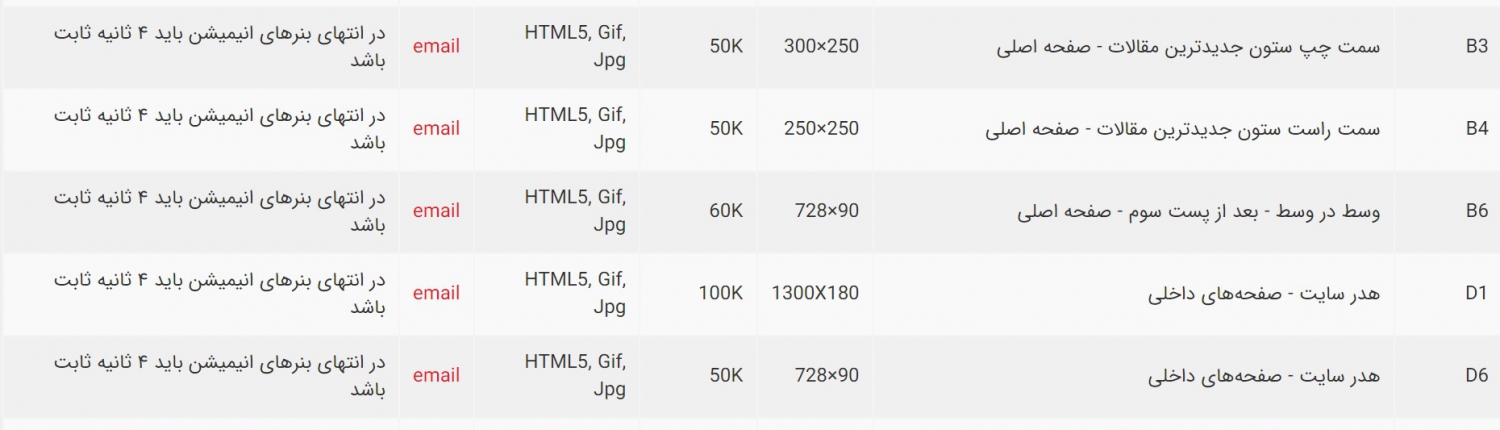 B3
سمت چپ ستون جدیدترین مقالات - صفحه اصلی
300×250
50K
HTML5, Gif,
Jpg
email
در انتهای بنرهای انیمیشن باید ۴ ثانیه ثابت
باشد
B4
سمت راست ستون جدیدترین مقالات - صفحه اصلی
250×250
50K
HTML5, Gif,
Jpg
email
در انتهای بنرهای انیمیشن باید ۴ ثانیه ثابت
باشد
B6
وسط در وسط - بعد از پست سوم - صفحه اصلی
728×90
60K
HTML5, Gif,
Jpg
email
در انتهای بنرهای انیمیشن باید ۴ ثانیه ثابت
باشد
D1
هدر سایت - صفحه‌های داخلی
1300X180
100K
HTML5, Gif,
Jpg
email
در انتهای بنرهای انیمیشن باید ۴ ثانیه ثابت
باشد
D6
هدر سایت - صفحه‌های داخلی
728×90
50K
HTML5, Gif,
Jpg
email
در انتهای بنرهای انیمیشن باید ۴ ثانیه ثابت
باشد